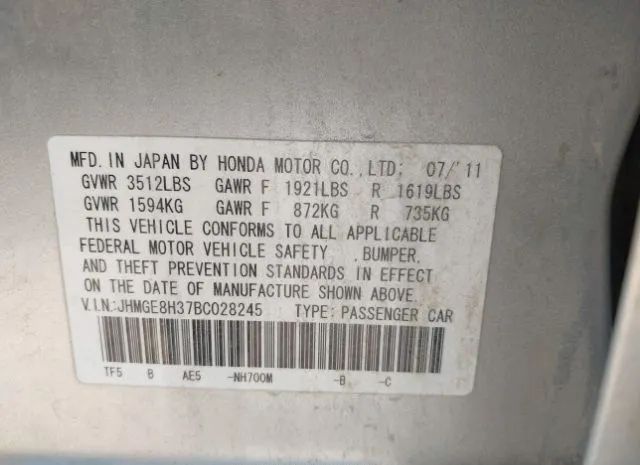 MFD. IN JAPAN BY HONDA MOTOR CO., LTD; 07/'11
GVWR 3512LBS GAWR F 1921LBS R 1619LBS
GVWR 1594KG GAWR F 872KG R 735KG
THIS VEHICLE CONFORMS TO ALL APPLICABLE
FEDERAL MOTOR VEHICLE SAFETY , BUMPER,
AND THEFT PREVENTION STANDARDS IN EFFECT
ON THE DATE OF MANUFACTURE SHOWN ABOVE.
V.I.N:JHMGE8H37BC028245 TYPE: PASSENGER CAR
TF5 B AE5 -NH700M -B -C